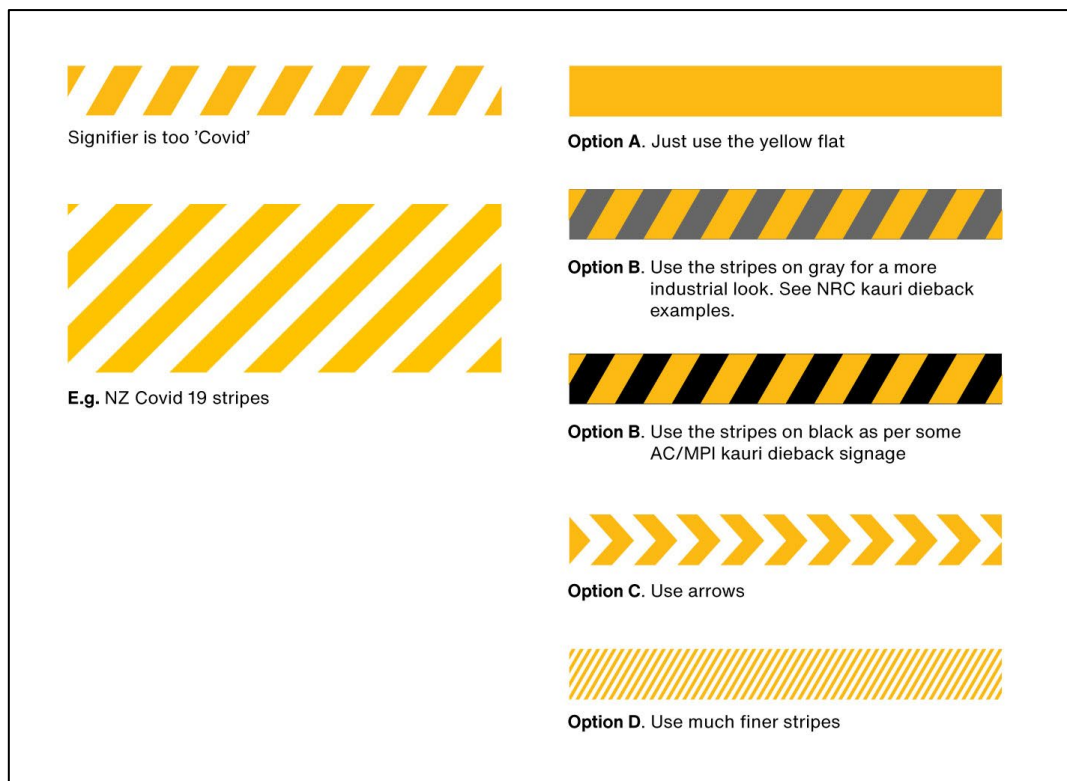 Signifier is too ’Covid’
E.g. NZ Covid 19 stripes
Option A. Just use the yellow flat
Option B. Use the stripes on gray for a more
industrial look. See NRC kauri dieback
examples.
Option B. Use the stripes on black as per some
AC/MPI kauri dieback signage
Option C. Use arrows
Option D. Use much finer stripes